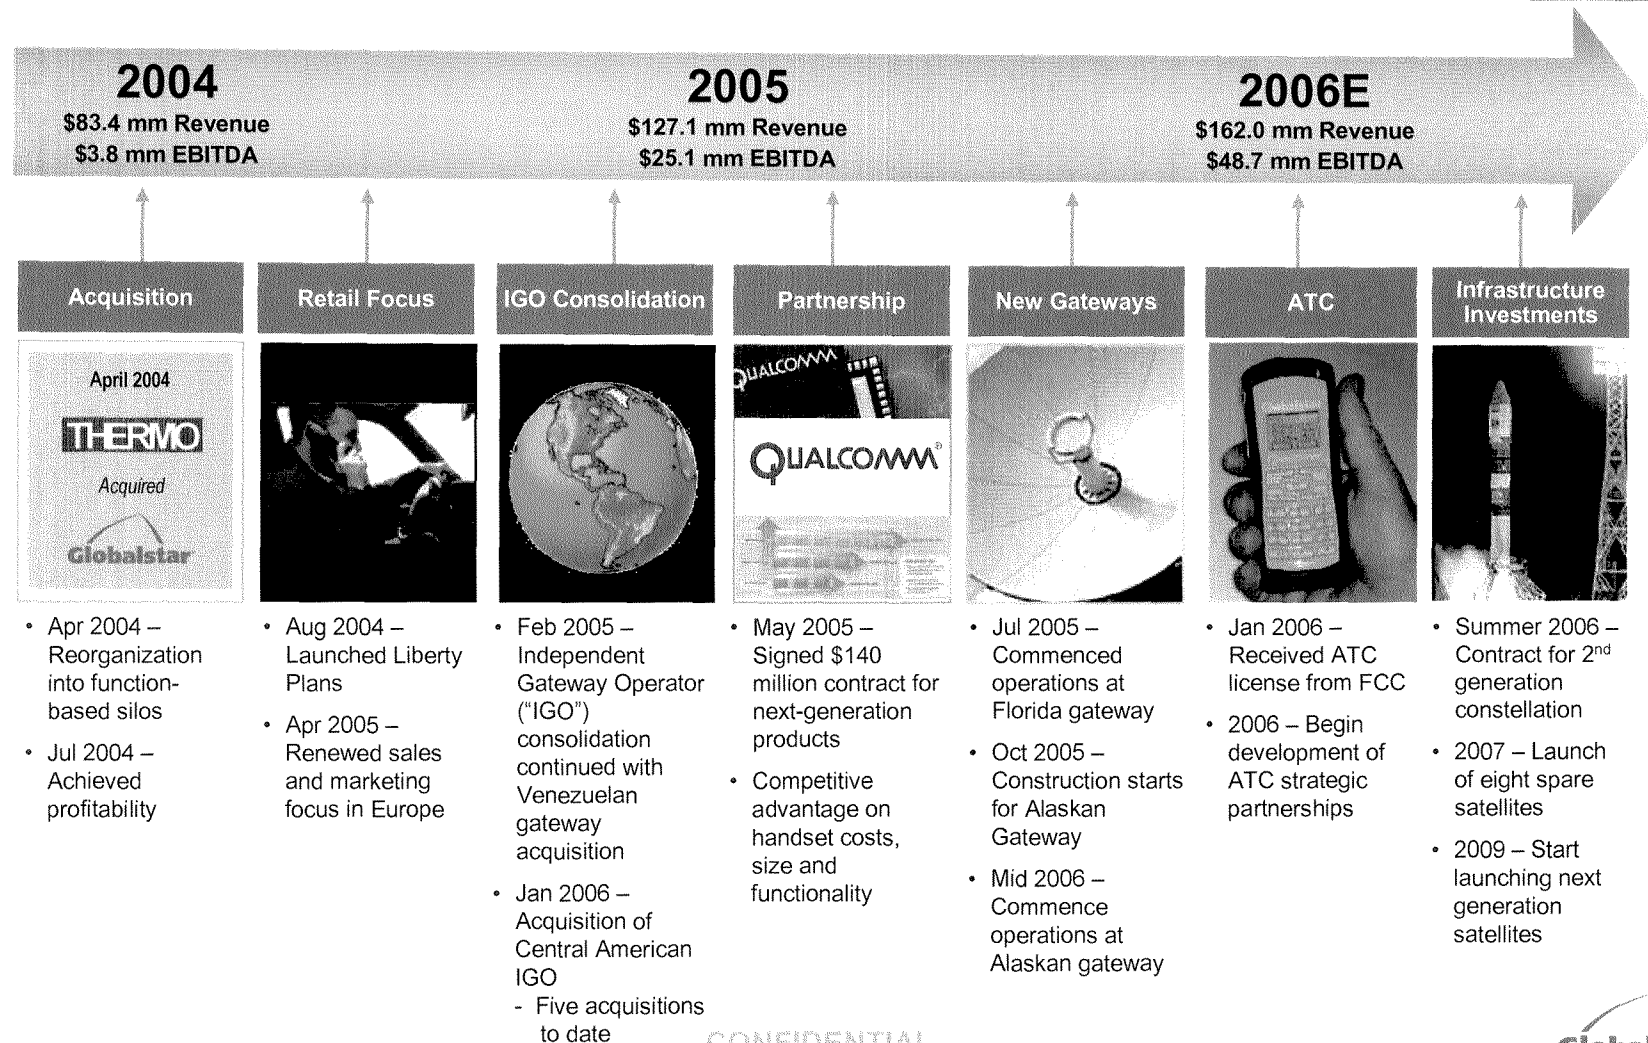 2004
$83.4 mm Revenue
$3.8 mm EBITDA
2005
$127.1 mm Revenue
$25.1 mm EBITDA
2006E
$162.0 mm Revenue
$48.7 mm EBITDA
Acquisition
Retail Focus
IGO Consolidation
Partnership
New Gateways
ATC
Infrastructure
Investments
April 2004
THERMO
Acquired
Globalstar
QUALCOMM
QUALCOMM®
• Apr 2004 –
Reorganization
into function-
based silos
• Jul 2004 –
Achieved
profitability
• Aug 2004 –
Launched Liberty
Plans
• Apr 2005 –
Renewed sales
and marketing
focus in Europe
• Feb 2005 –
Independent
Gateway Operator
(“IGO”)
consolidation
continued with
Venezuelan
gateway
acquisition
• Jan 2006 –
Acquisition of
Central American
IGO
- Five acquisitions
to date
• May 2005 –
Signed $140
million contract for
next-generation
products
• Competitive
advantage on
handset costs,
size and
functionality
• Jul 2005 –
Commenced
operations at
Florida gateway
• Oct 2005 –
Construction starts
for Alaskan
Gateway
• Mid 2006 –
Commence
operations at
Alaskan gateway
• Jan 2006 –
Received ATC
license from FCC
• 2006 – Begin
development of
ATC strategic
partnerships
• Summer 2006 –
Contract for 2nd
generation
constellation
• 2007 – Launch
of eight spare
satellites
• 2009 – Start
launching next
generation
satellites
CONFIDENTIAL